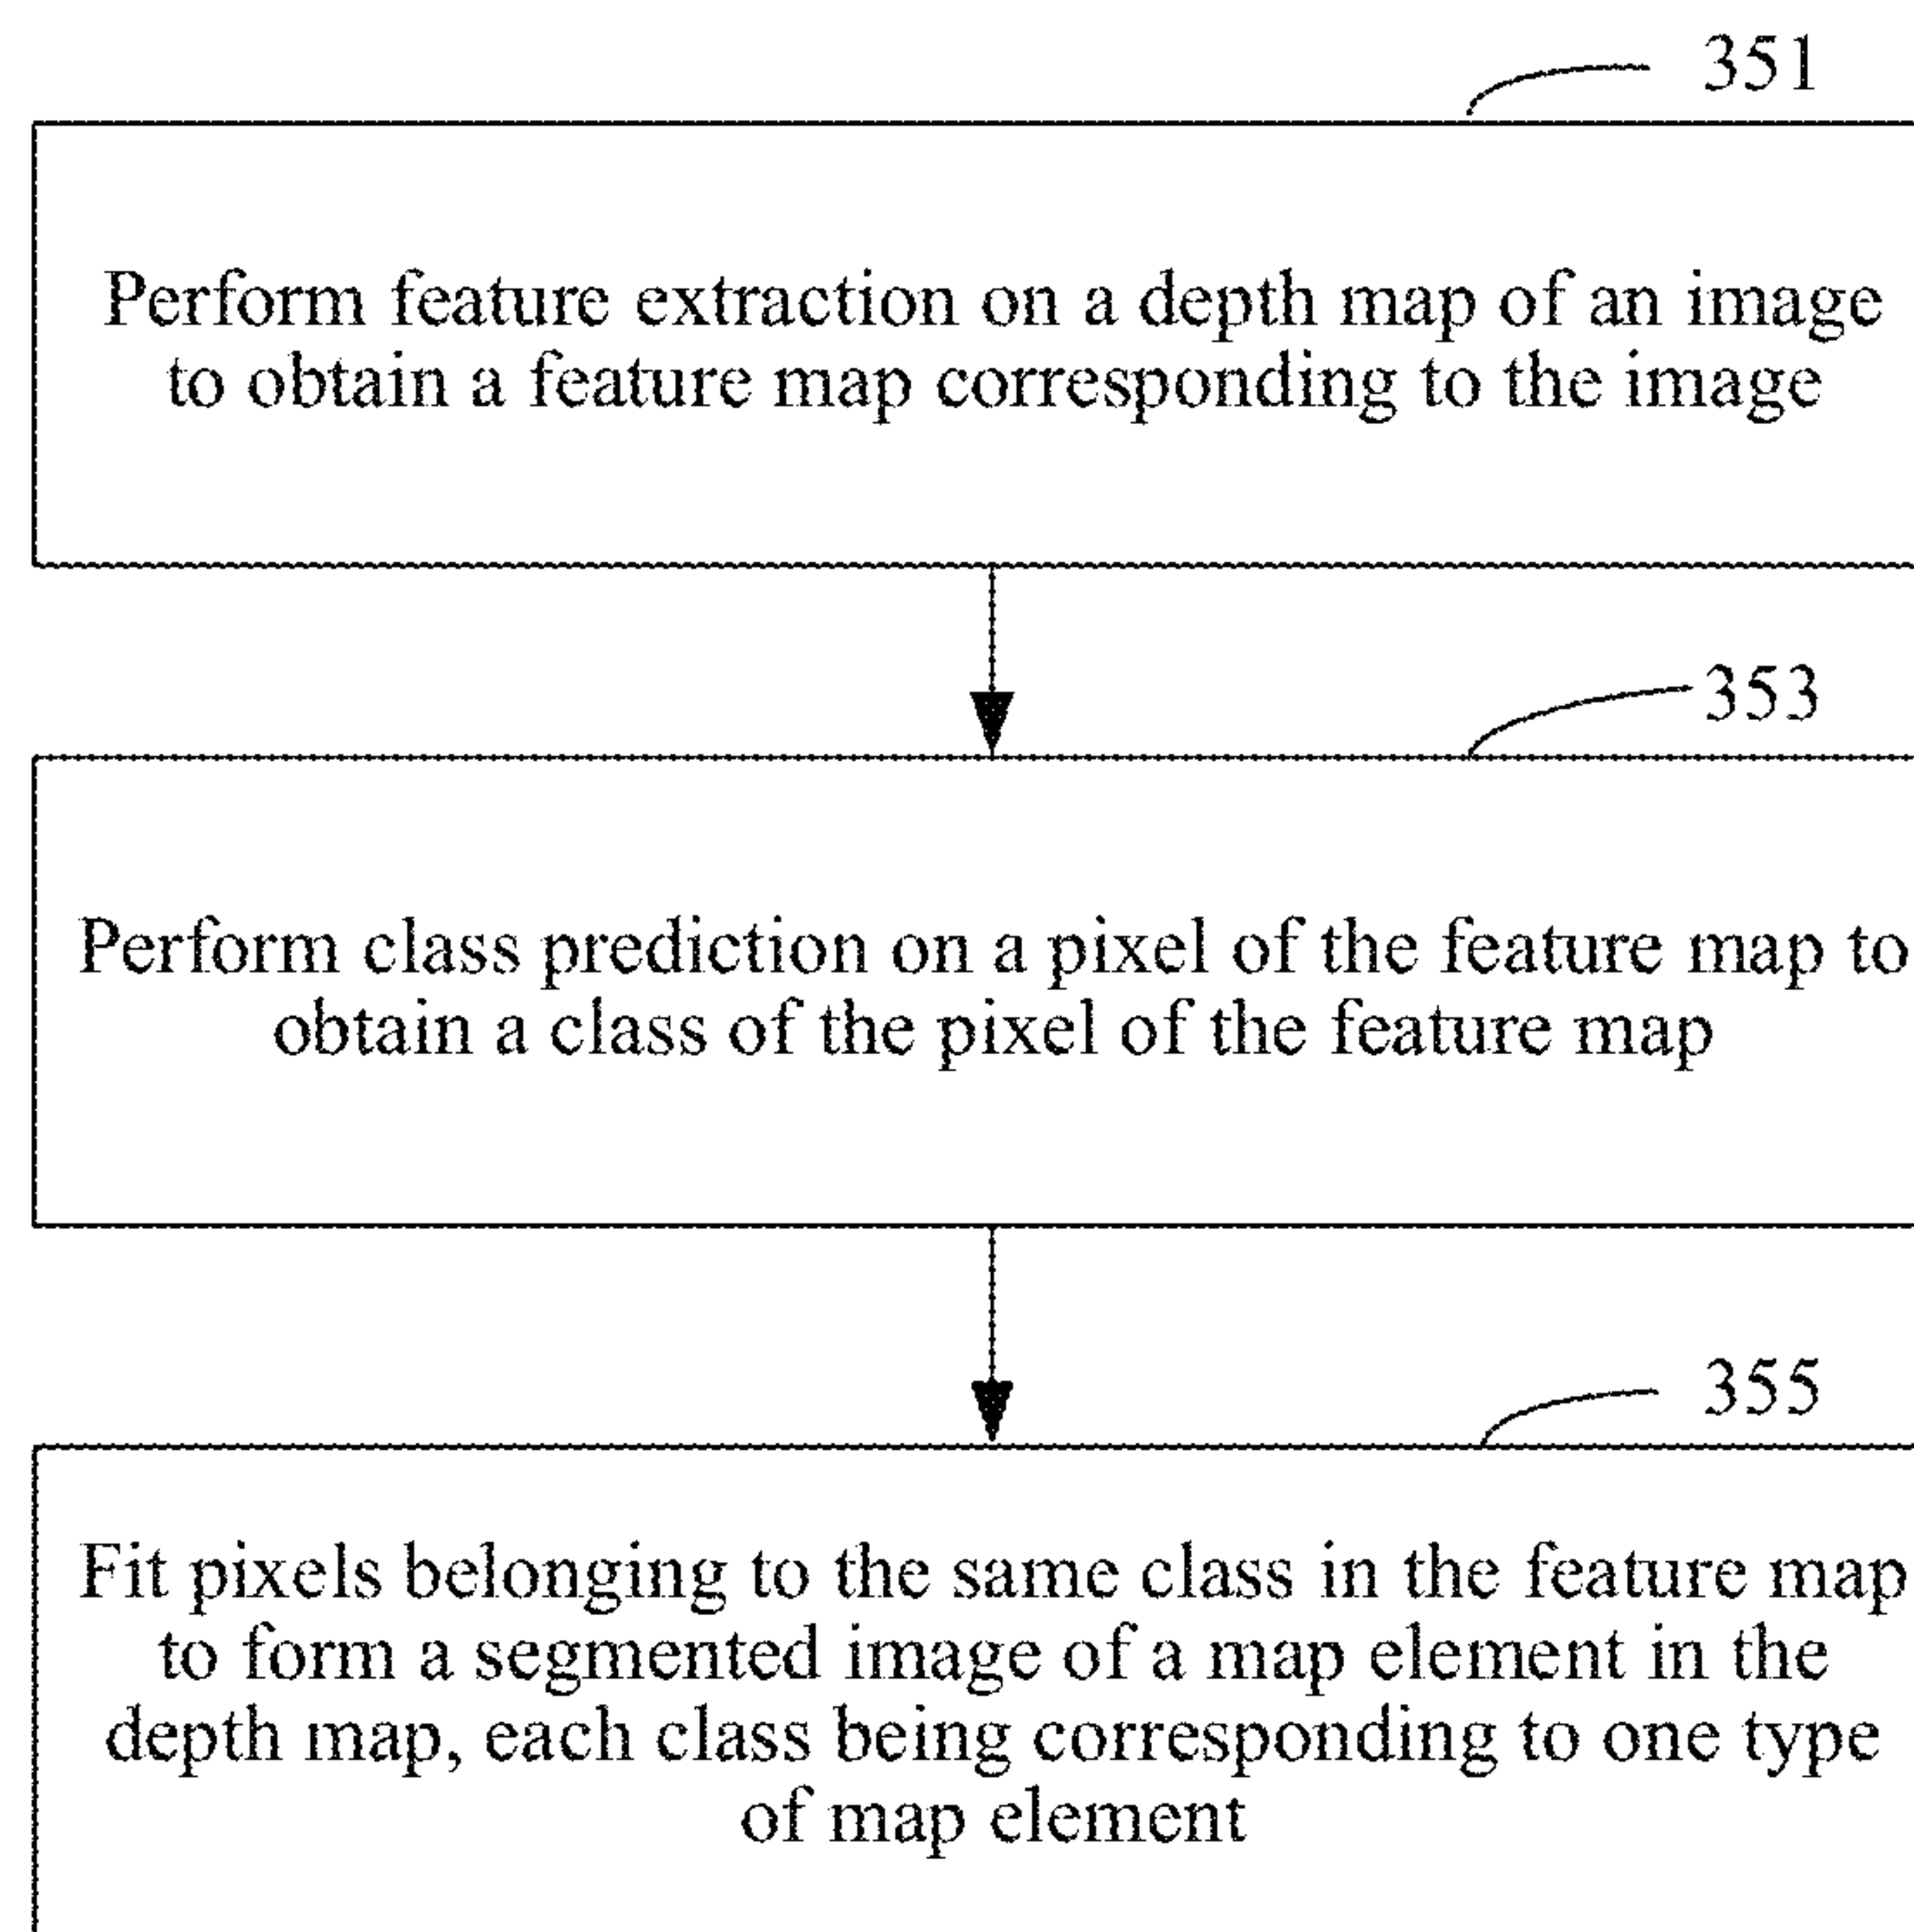 351
Perform feature extraction on a depth map of an image
to obtain a feature map corresponding to the image
353
Perform class prediction on a pixel of the feature map to
obtain a class of the pixel of the feature map
355
Fit pixels belonging to the same class in the feature map
to form a segmented image of a map element in the
depth map, each class being corresponding to one type
of map element